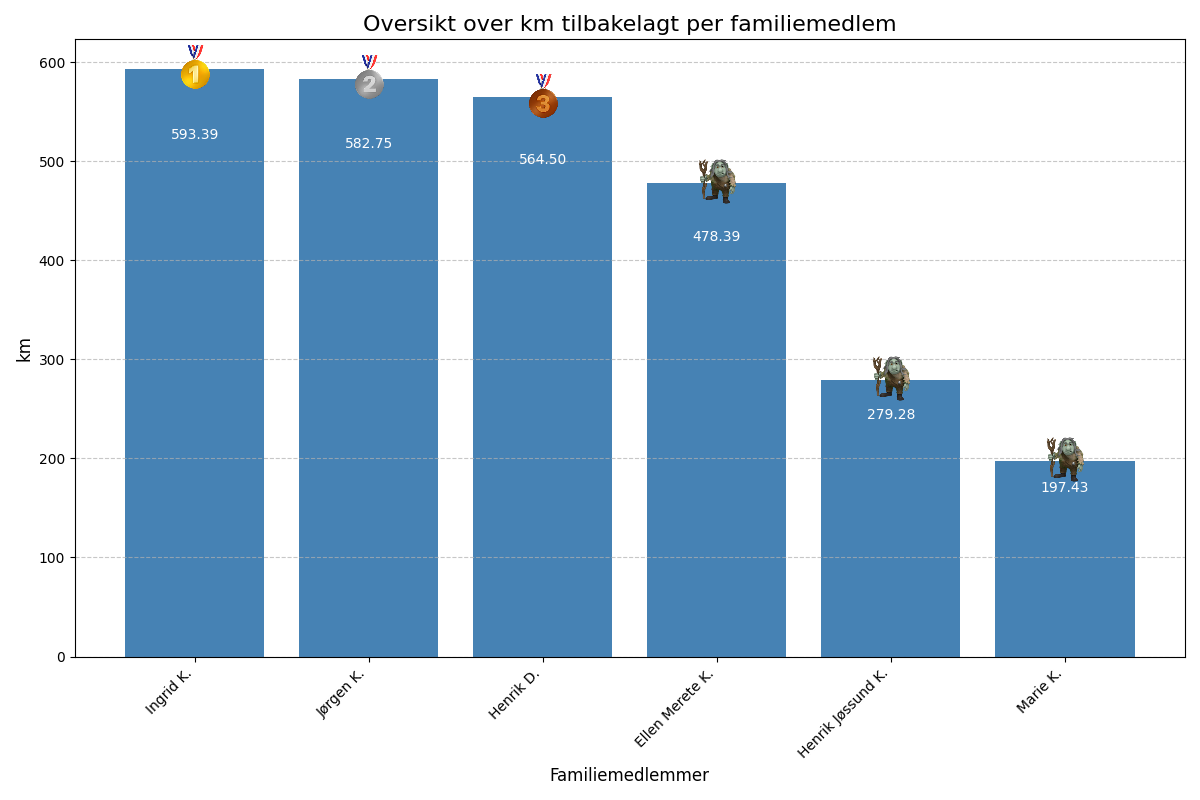 Oversikt over km tilbakelagt per familiemedlem
km
600
500
400
300
200
100
0
1
2
3
593.39
582.75
564.50
478.39
279.28
197.43
Ingrid K.
Jørgen K.
Henrik D.
Ellen Merete K.
Henrik Jøssund K.
Marie K.
Familiemedlemmer